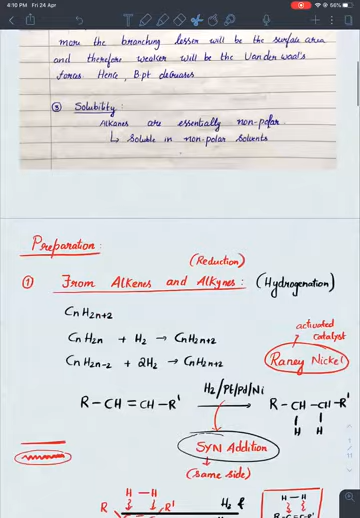 4:10 PM Fri 24 Apr
56%
more the branching lesser will be the surface area
and therefore weaker will be the Van der waal's
forces. Hence, B.pt decreases.
③ Solubility:
Alkanes are essentially non-polar
↳ Soluble in non-polar solvents
Preparation:
(Reduction)
① From Alkenes and Alkynes: (Hydrogenation)
CnH2n+2
activated catalyst
CnH2n + H2 → CnH2n+2
Raney Nickel
CnH2n-2 + 2H2 → CnH2n+2
H2/Pt/Pd/Ni
R-CH=CH-R' → R-CH-CH-R'
H H
SYN Addition
(same side)
H-H
R R' H2 &
H-H
R-C=C-R'